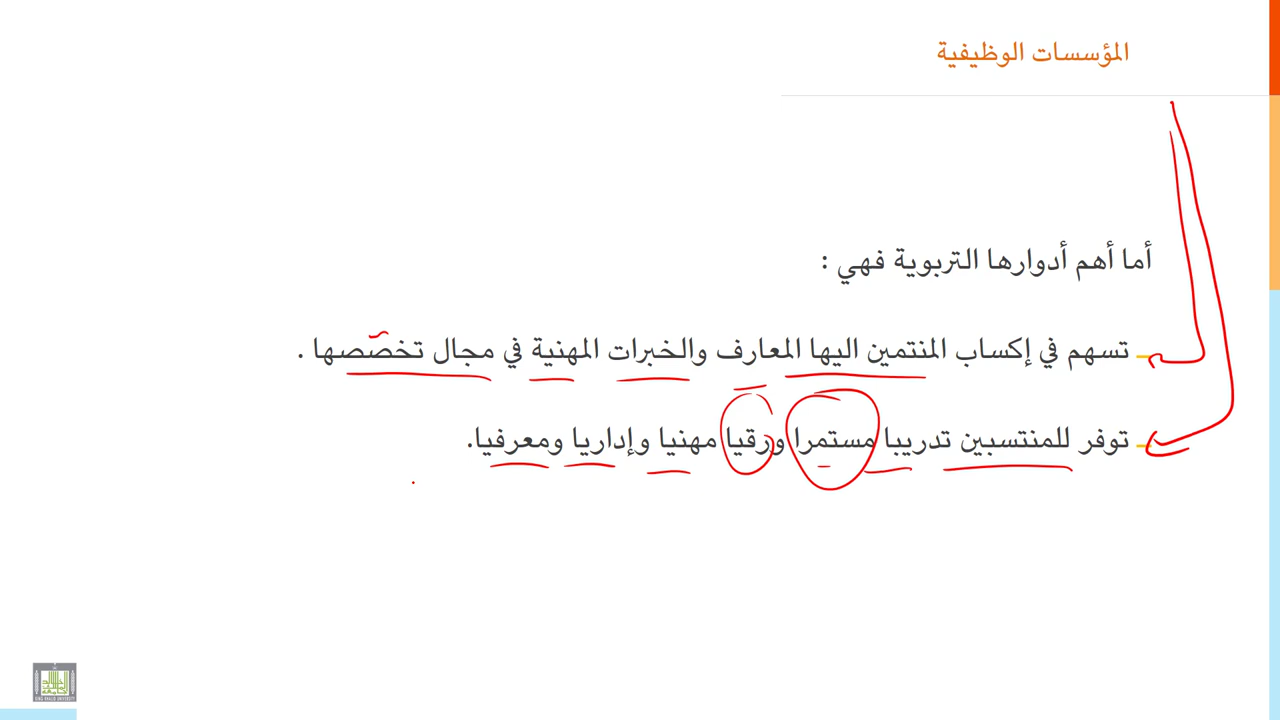 المؤسسات الوظيفية
أما أهم أدوارها التربوية فهي :
تسهم في إكساب المنتمين اليها المعارف والخبرات المهنية في مجال تخصصها .
توفر للمنتسبين تدريبا مستمرا ورقيا مهنيا وإداريا ومعرفيا.